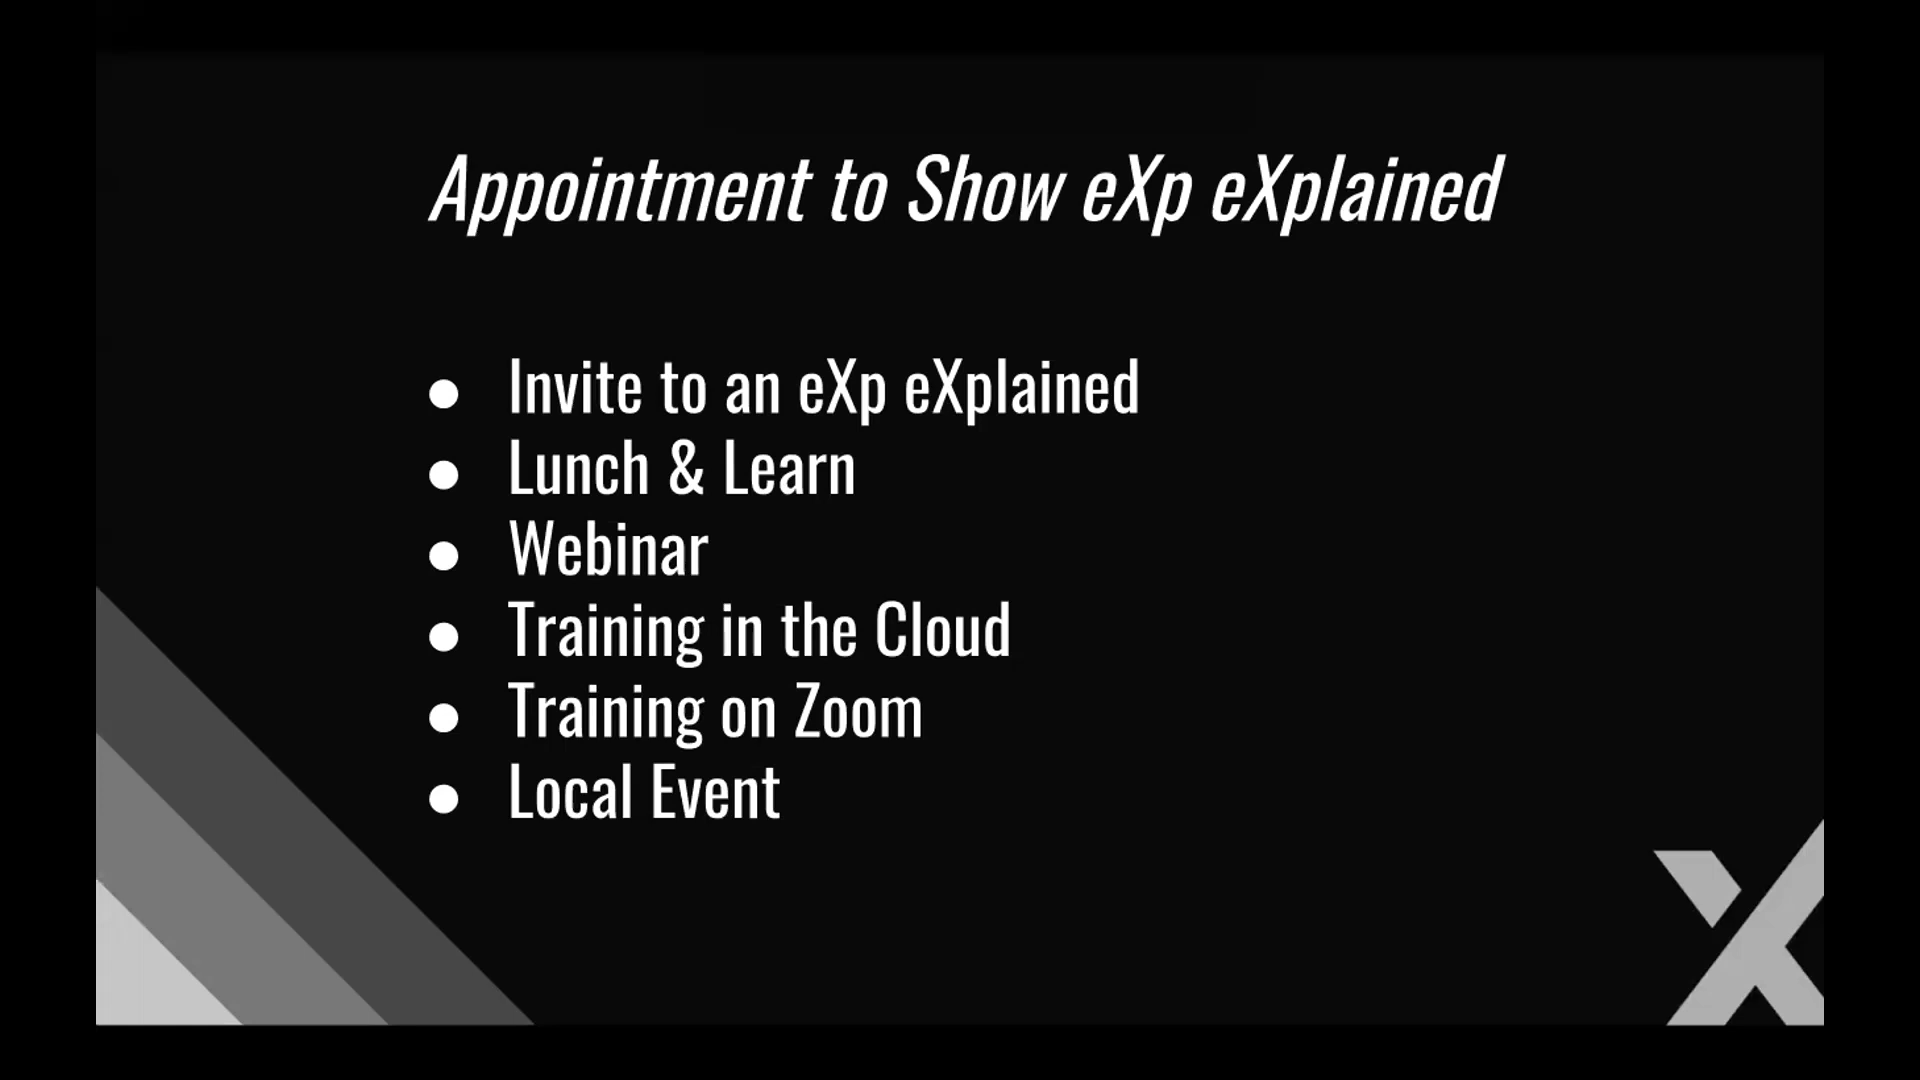 Appointment to Show eXp eXplained
● Invite to an eXp eXplained
● Lunch & Learn
● Webinar
● Training in the Cloud
● Training on Zoom
● Local Event